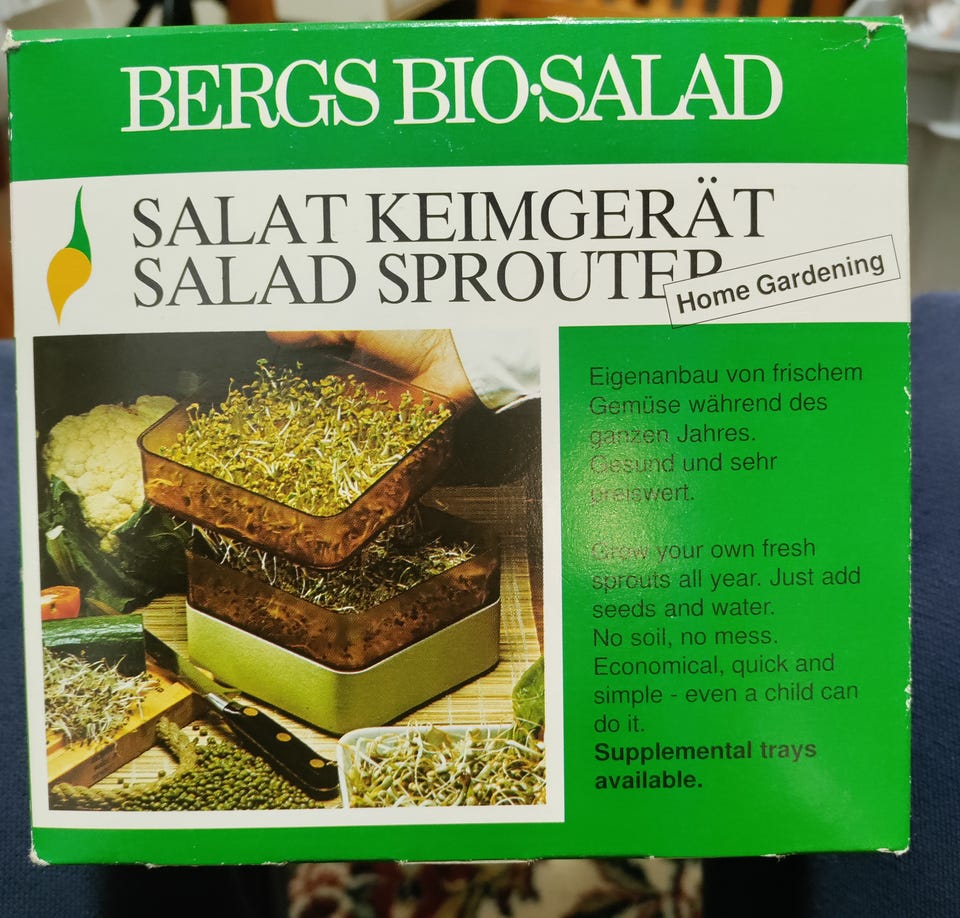 BERGS BIO·SALAD
SALAT KEIMGERÄT
SALAD SPROUTER
Home Gardening
Eigenanbau von frischem
Gemüse während des
ganzen Jahres.
Gesund und sehr
preiswert.
Grow your own fresh
sprouts all year. Just add
seeds and water.
No soil, no mess.
Economical, quick and
simple - even a child can
do it.
Supplemental trays
available.